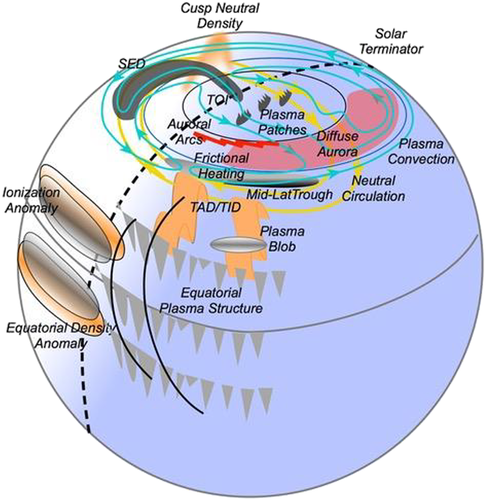 Cusp Neutral
Density
Solar
Terminator
SED
TOI
Plasma
Patches
Auroral
Arcs
Diffuse
Aurora
Plasma
Convection
Frictional
Heating
Mid-LatTrough
Neutral
Circulation
Ionization
Anomaly
TAD/TID
Plasma
Blob
Equatorial
Plasma Structure
Equatorial Density
Anomaly